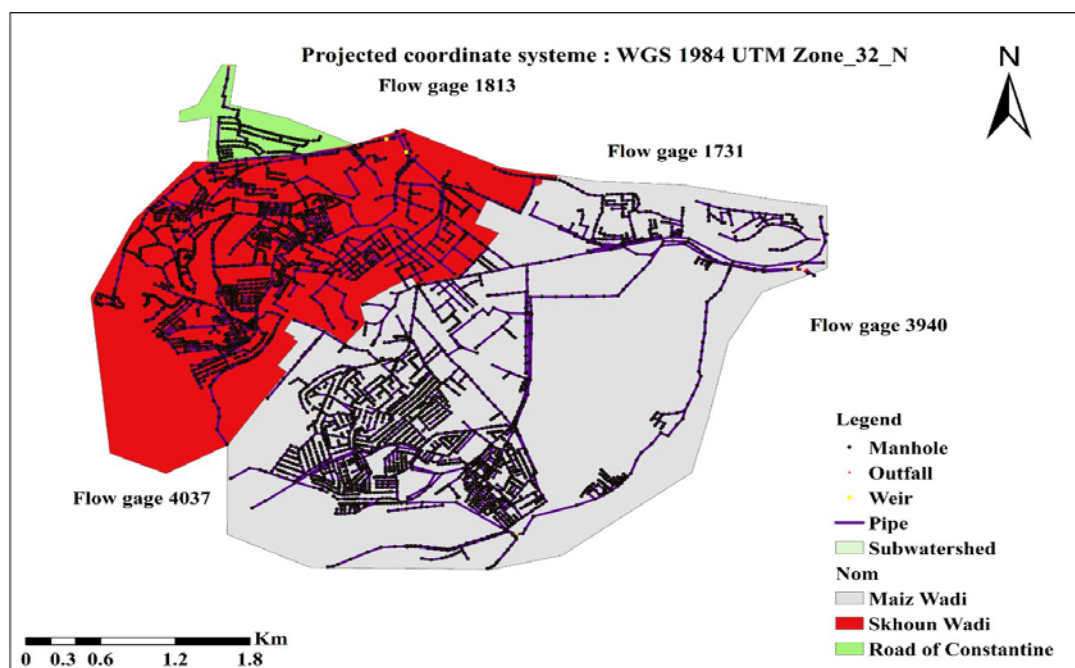 Projected coordinate systeme : WGS 1984 UTM Zone_32_N
N
Flow gage 1813
Flow gage 1731
Flow gage 3940
Flow gage 4037
Legend
Manhole
Outfall
Weir
Pipe
Subwatershed
Nom
Maiz Wadi
Skhoun Wadi
Road of Constantine
Km
0 0.3 0.6 1.2 1.8